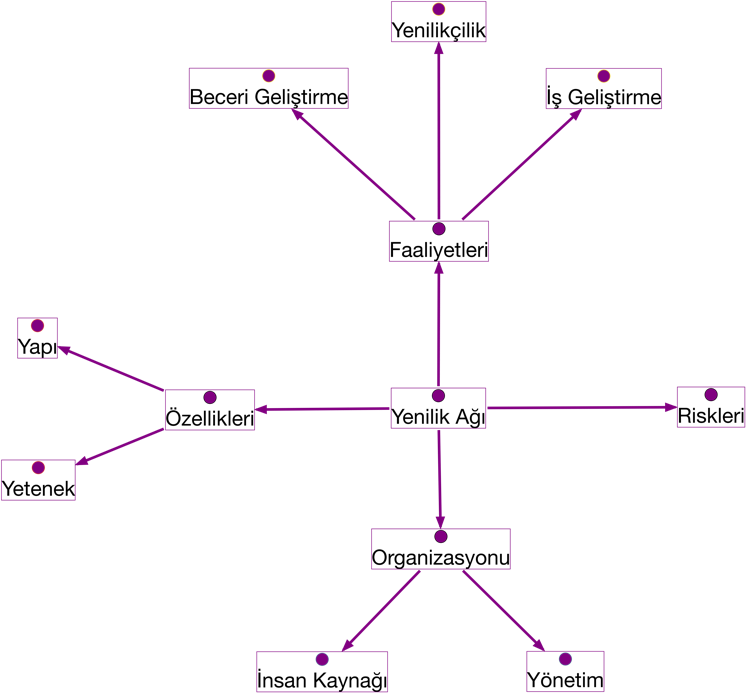 Yenilikçilik
Beceri Geliştirme
İş Geliştirme
Faaliyetleri
Yapı
Özellikleri
Yenilik Ağı
Riskleri
Yetenek
Organizasyonu
İnsan Kaynağı
Yönetim